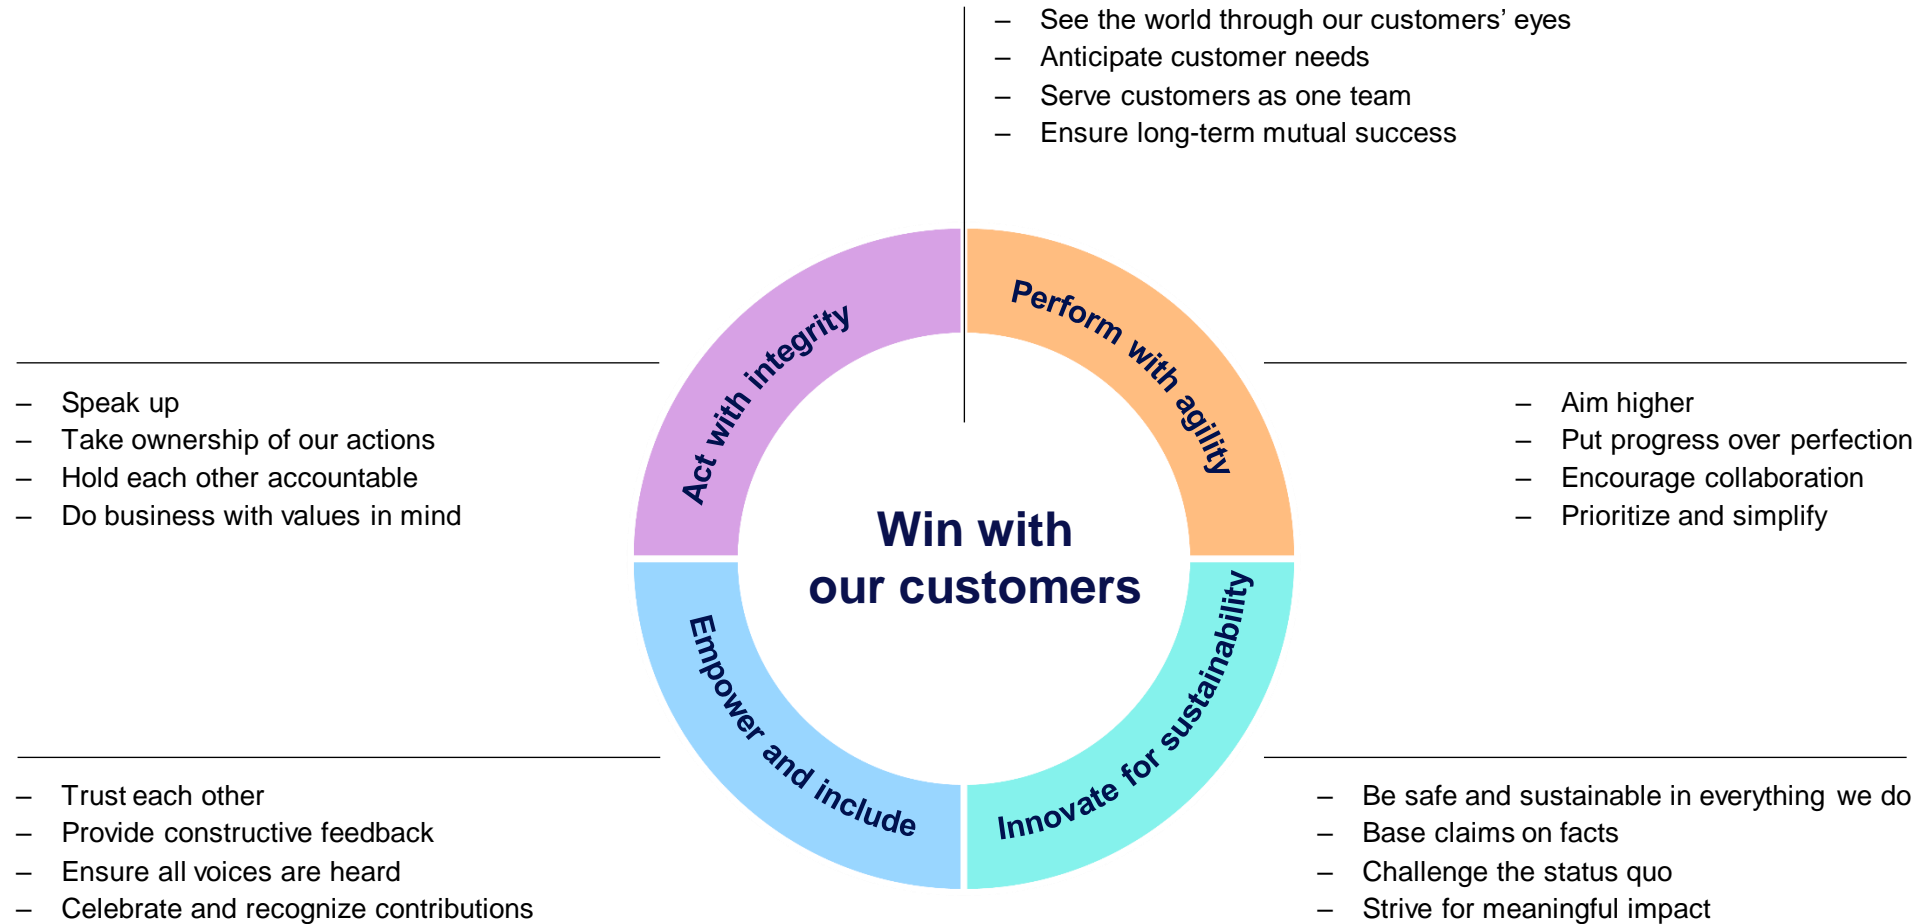 – See the world through our customers’ eyes
– Anticipate customer needs
– Serve customers as one team
– Ensure long-term mutual success
Act with integrity
Perform with agility
– Speak up
– Take ownership of our actions
– Hold each other accountable
– Do business with values in mind
– Aim higher
– Put progress over perfection
– Encourage collaboration
– Prioritize and simplify
Win with
our customers
Empower and include
Innovate for sustainability
– Trust each other
– Provide constructive feedback
– Ensure all voices are heard
– Celebrate and recognize contributions
– Be safe and sustainable in everything we do
– Base claims on facts
– Challenge the status quo
– Strive for meaningful impact